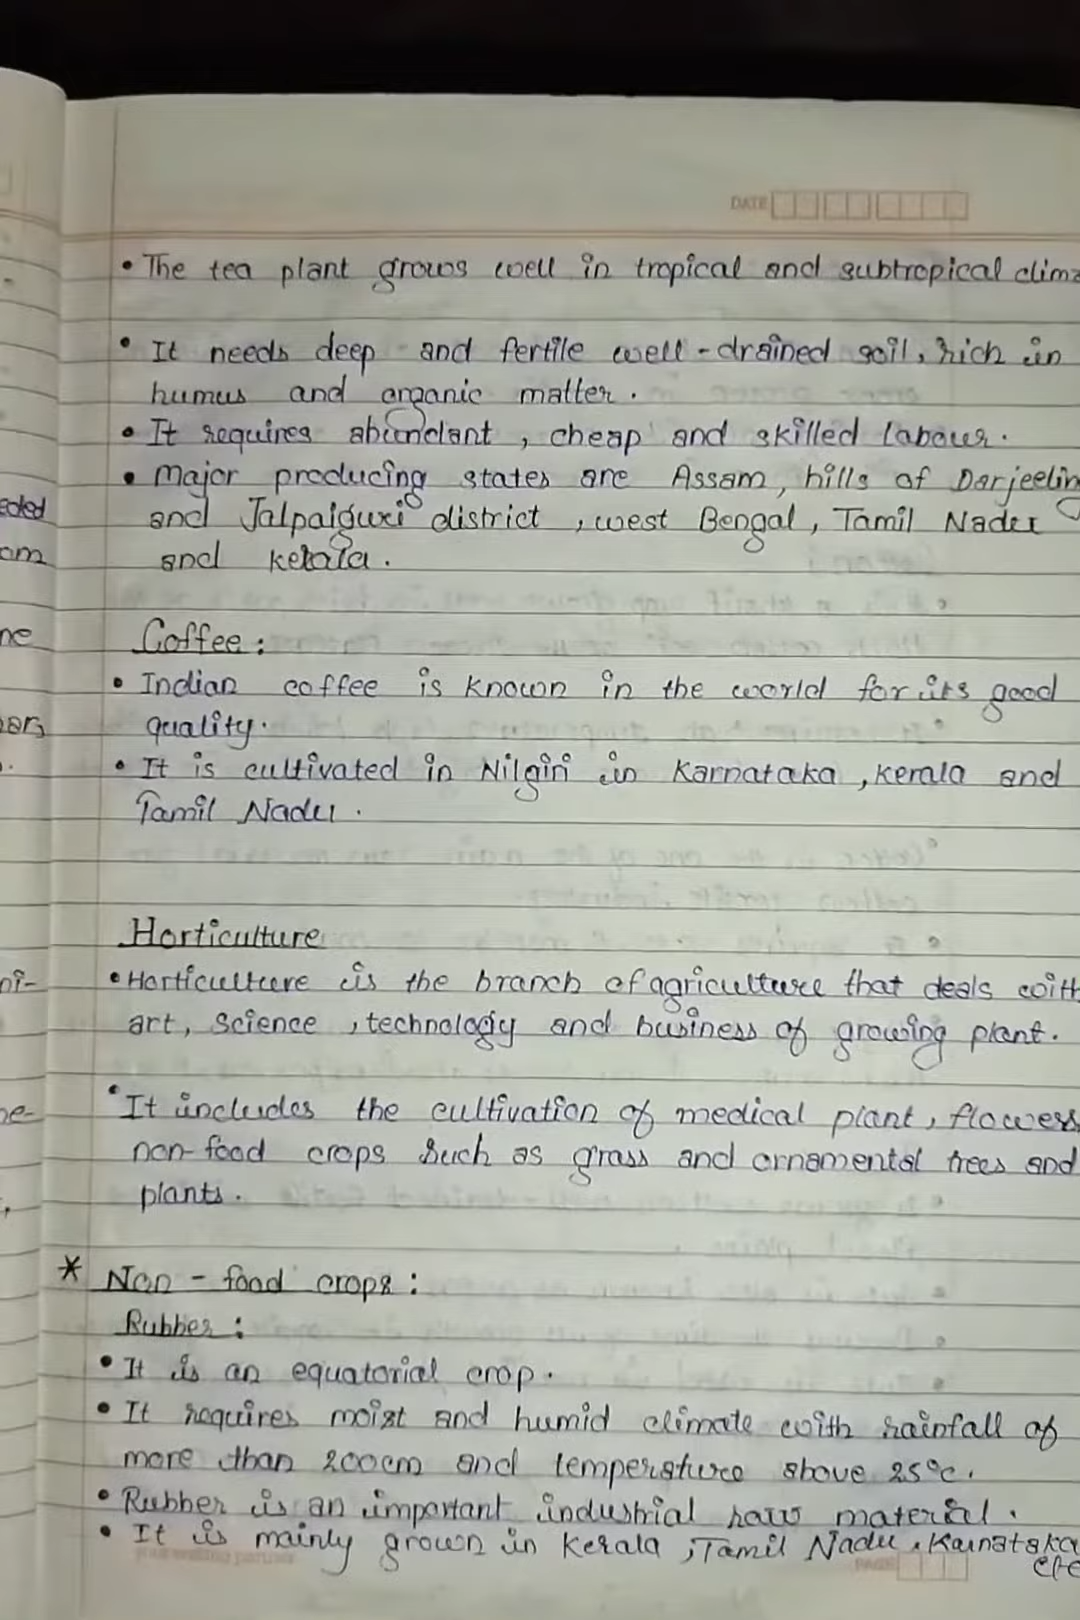 DATE
• The tea plant grows well in tropical and subtropical clima
• It needs deep and fertile well-drained soil, rich in
humus and organic matter.
• It requires abundant, cheap and skilled labour.
• Major producing states are Assam, hills of Darjeeling
and Jalpaiguri district, west Bengal, Tamil Nadu
and kerala.
Coffee:
• Indian coffee is known in the world for its good
quality.
• It is cultivated in Nilgiri in Karnataka, kerala and
Tamil Nadu.
Horticulture
• Horticulture is the branch of agriculture that deals with
art, science, technology and business of growing plant.
• It includes the cultivation of medical plant, flowers,
non-food crops such as grass and ornamental trees and
plants.
* Non-food crops:
Rubber:
• It is an equatorial crop.
• It requires moist and humid climate with rainfall of
more than 200cm and temperature above 25°c.
• Rubber is an important industrial raw material.
• It is mainly grown in kerala, Tamil Nadu, Karnataka
etc
PAGE